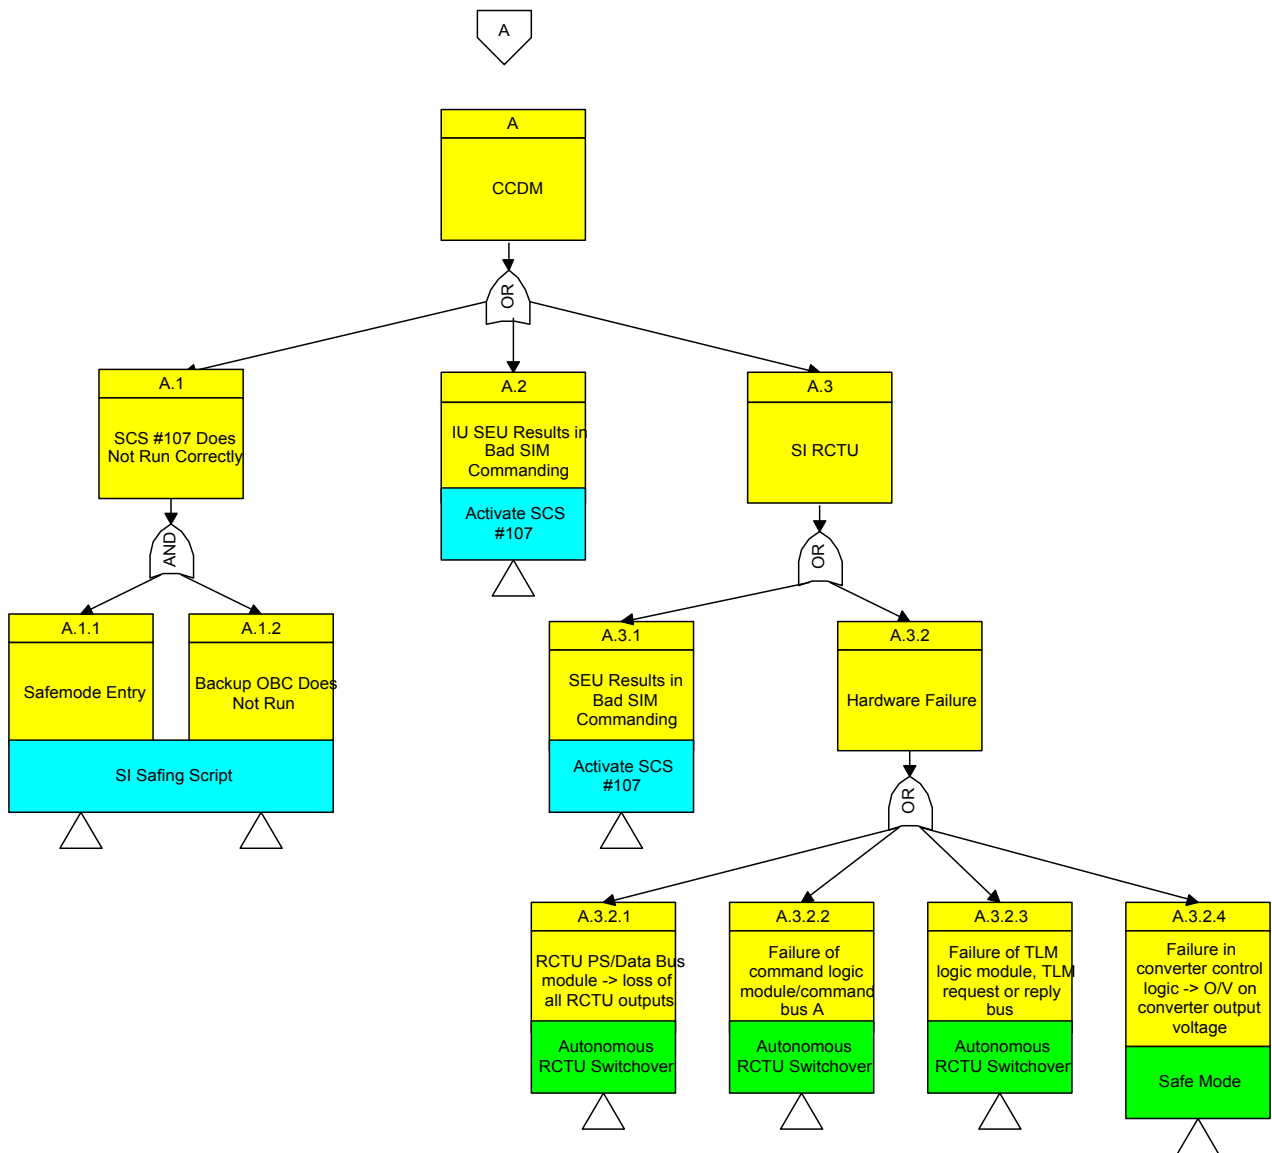 A
A
CCDM
OR
A.1
SCS #107 Does
Not Run Correctly
A.2
IU SEU Results in
Bad SIM
Commanding
Activate SCS
#107
A.3
SI RCTU
AND
OR
A.1.1
Safemode Entry
A.1.2
Backup OBC Does
Not Run
SI Safing Script
A.3.1
SEU Results in
Bad SIM
Commanding
Activate SCS
#107
A.3.2
Hardware Failure
OR
A.3.2.1
RCTU PS/Data Bus
module -> loss of
all RCTU outputs
Autonomous
RCTU Switchover
A.3.2.2
Failure of
command logic
module/command
bus A
Autonomous
RCTU Switchover
A.3.2.3
Failure of TLM
logic module, TLM
request or reply
bus
Autonomous
RCTU Switchover
A.3.2.4
Failure in
converter control
logic -> O/V on
converter output
voltage
Safe Mode